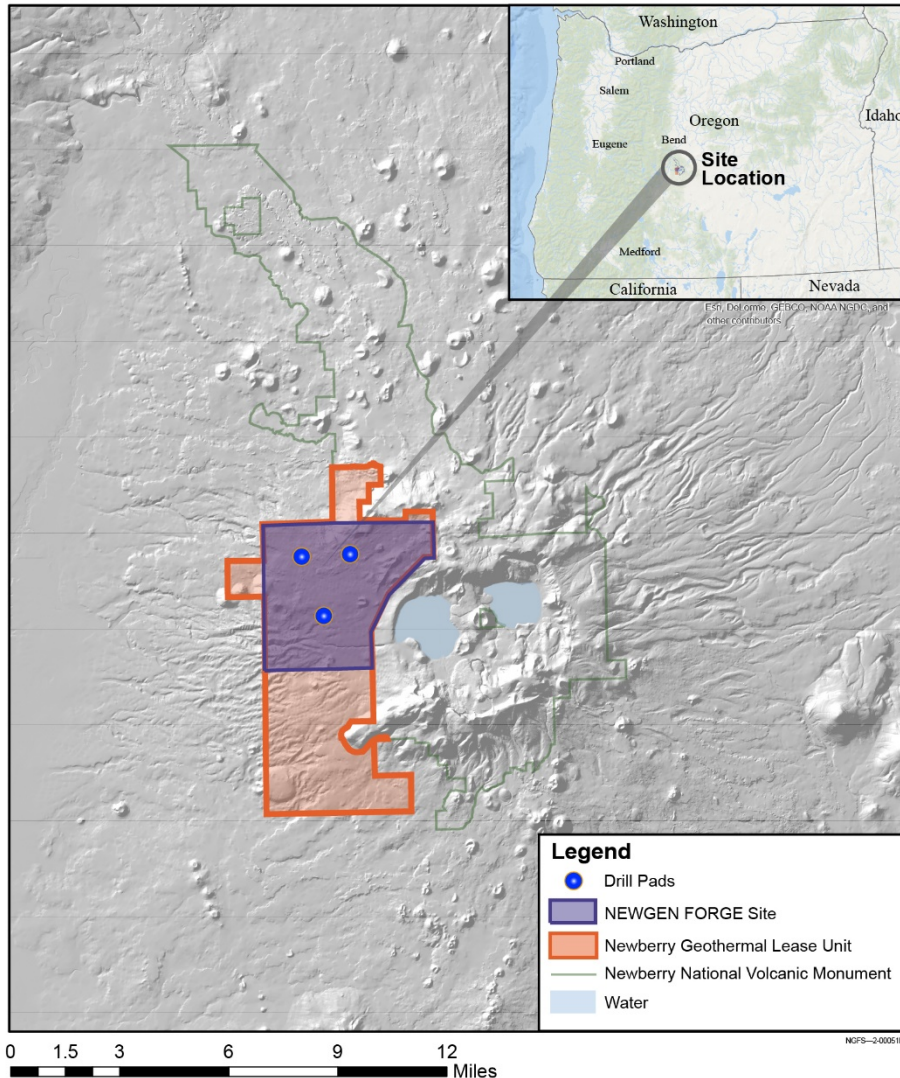 Washington
Portland
Salem
Oregon
Idaho
Eugene
Bend
Site
Location
Medford
California
Nevada
Esri, DeLorme, GEBCO, NOAA NGDC, and
other contributors
Legend
Drill Pads
NEWGEN FORGE Site
Newberry Geothermal Lease Unit
Newberry National Volcanic Monument
Water
0 1.5 3 6 9 12
Miles